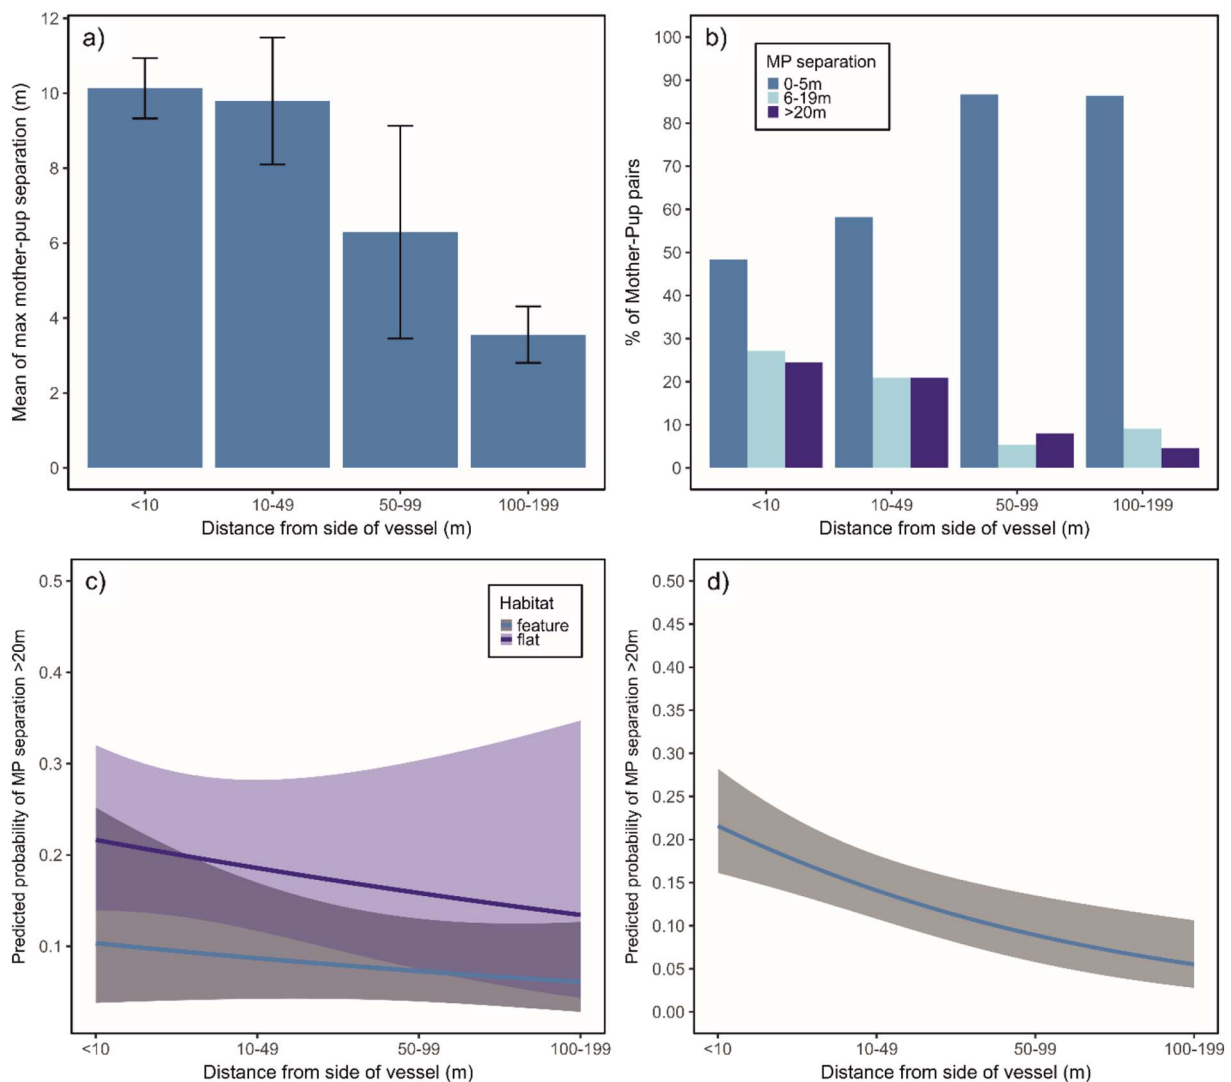 a)
Mean of max mother-pup separation (m)
12
10
8
6
4
2
0
<10
10-49
50-99
100-199
Distance from side of vessel (m)
b)
% of Mother-Pup pairs
100
90
80
70
60
50
40
30
20
10
0
MP separation
0-5m
6-19m
>20m
<10
10-49
50-99
100-199
Distance from side of vessel (m)
c)
Predicted probability of MP separation >20m
0.5
0.4
0.3
0.2
0.1
Habitat
feature
flat
<10
10-49
50-99
100-199
Distance from side of vessel (m)
d)
Predicted probability of MP separation >20m
0.50
0.45
0.40
0.35
0.30
0.25
0.20
0.15
0.10
0.05
0.00
<10
10-49
50-99
100-199
Distance from side of vessel (m)